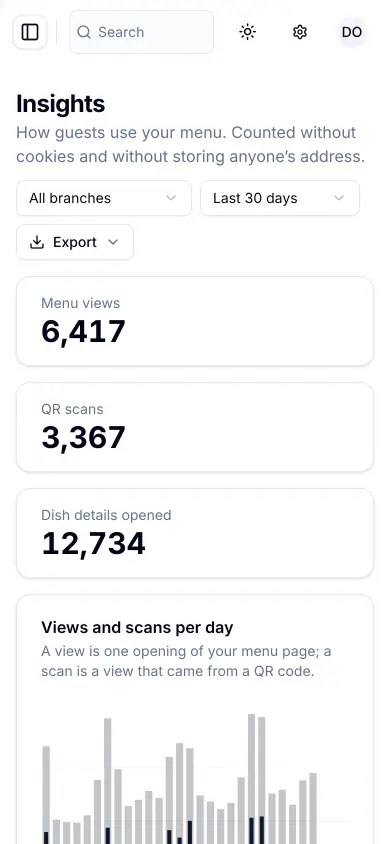 Search
DO
Insights
How guests use your menu. Counted without
cookies and without storing anyone’s address.
All branches
Last 30 days
Export
Menu views
6,417
QR scans
3,367
Dish details opened
12,734
Views and scans per day
A view is one opening of your menu page; a
scan is a view that came from a QR code.